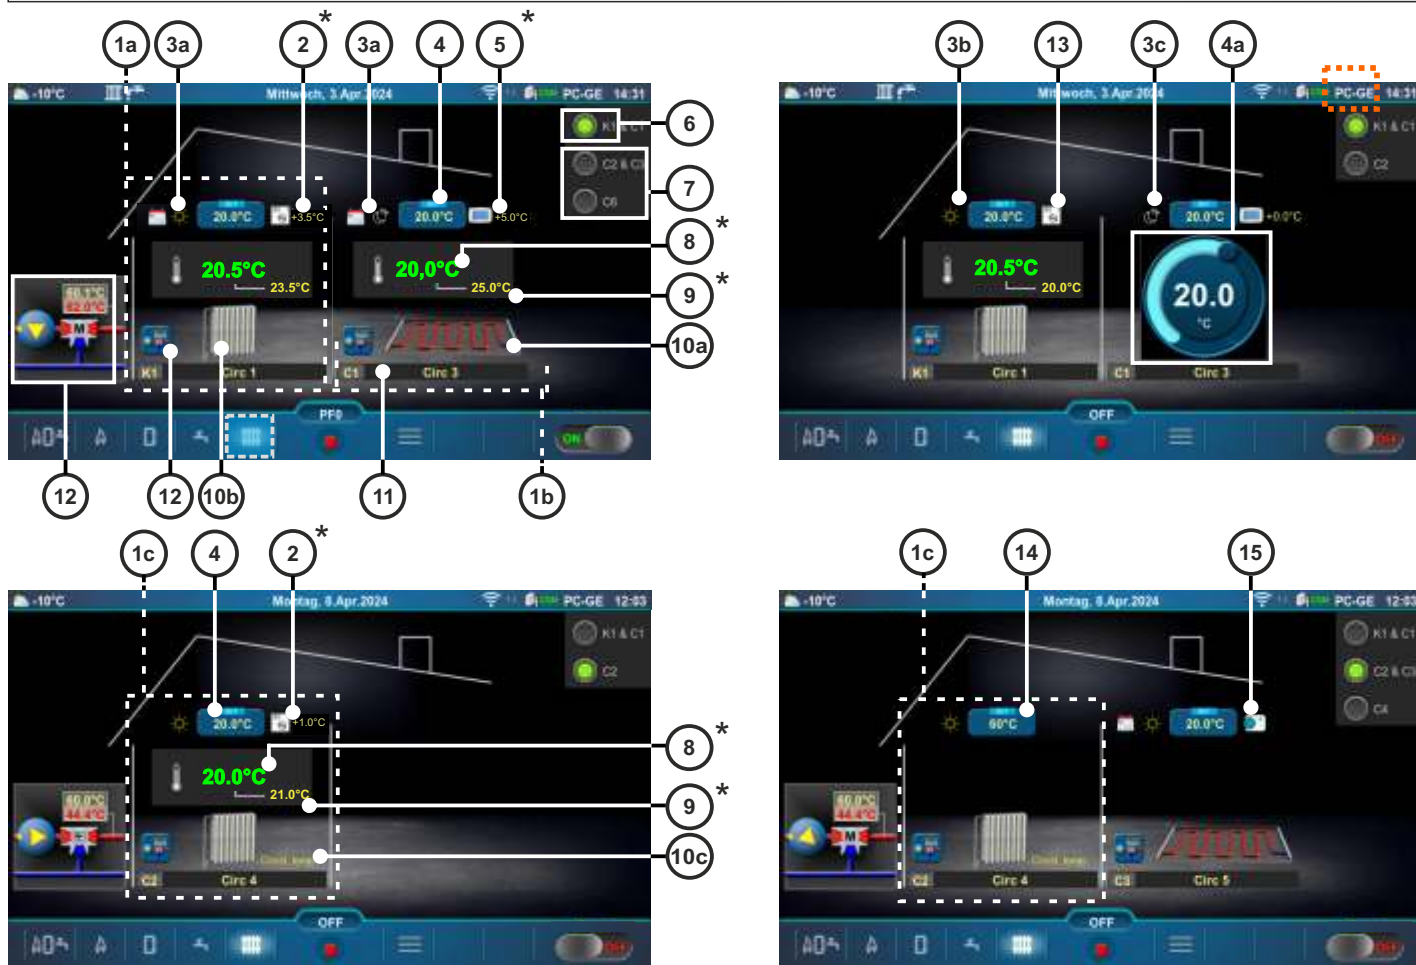 1a 3a 2* 3a 4 5* 3b 13 3c 4a
-10°C Mittwoch, 3.Apr.2024 PC-GE 14:31
K1 & C1
6
C2 & C3
C6
7
20.0°C +3.5°C 20.0°C +5.0°C
20.5°C
23.5°C
20,0°C
25.0°C
8*
9*
10a
60.1°C
62.0°C
M
K1 Circ 1
C1 Circ 3
PF0
ON
12 12 10b 11 1b
-10°C Mittwoch, 3.Apr.2024 PC-GE 14:31
K1 & C1
C2
20.0°C 20.0°C +0.0°C
20.5°C
20.0°C
20.0
°C
K1 Circ 1
C1 Circ 3
OFF
OFF
1c 4 2*
-10°C Montag, 8.Apr.2024 PC-GE 12:03
K1 & C1
C2
20.0°C +1.0°C
20.0°C
21.0°C
8*
9*
10c
60.0°C
44.4°C
C2 Circ 4
OFF
OFF
1c 14 15
-10°C Montag, 8.Apr.2024 PC-GE 12:03
K1 & C1
C2 & C3
C4
60°C 20.0°C
60.0°C
44.4°C
M
C2 Circ 4
C3 Circ 5
OFF
OFF